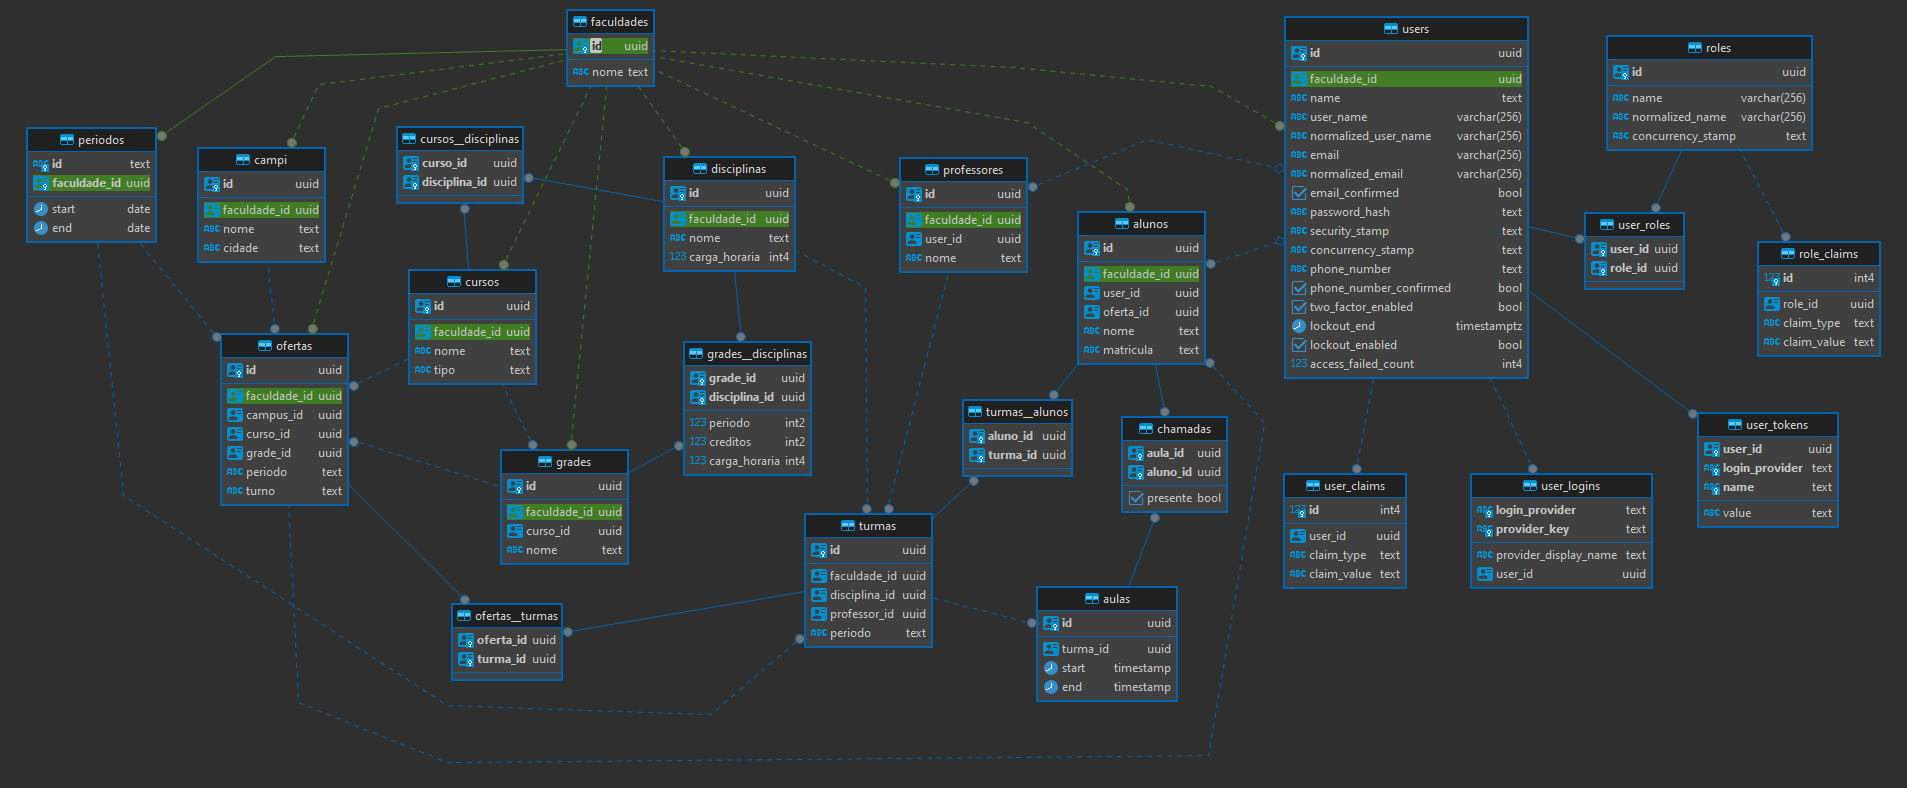 faculdades
id uuid
nome text
periodos
id text
faculdade_id uuid
start date
end date
campi
id uuid
faculdade_id uuid
nome text
cidade text
cursos__disciplinas
curso_id uuid
disciplina_id uuid
disciplinas
id uuid
faculdade_id uuid
nome text
carga_horaria int4
professores
id uuid
faculdade_id uuid
user_id uuid
nome text
alunos
id uuid
faculdade_id uuid
user_id uuid
oferta_id uuid
nome text
matricula text
users
id uuid
faculdade_id uuid
name text
user_name varchar(256)
normalized_user_name varchar(256)
email varchar(256)
normalized_email varchar(256)
email_confirmed bool
password_hash text
security_stamp text
concurrency_stamp text
phone_number text
phone_number_confirmed bool
two_factor_enabled bool
lockout_end timestamptz
lockout_enabled bool
access_failed_count int4
roles
id uuid
name varchar(256)
normalized_name varchar(256)
concurrency_stamp text
user_roles
user_id uuid
role_id uuid
role_claims
123 id int4
role_id uuid
claim_type text
claim_value text
cursos
id uuid
faculdade_id uuid
nome text
tipo text
ofertas
id uuid
faculdade_id uuid
campus_id uuid
curso_id uuid
grade_id uuid
periodo text
turno text
grades__disciplinas
grade_id uuid
disciplina_id uuid
123 periodo int2
123 creditos int2
123 carga_horaria int4
grades
id uuid
faculdade_id uuid
curso_id uuid
nome text
turmas__alunos
aluno_id uuid
turma_id uuid
chamadas
aula_id uuid
aluno_id uuid
presente bool
user_tokens
user_id uuid
login_provider text
name text
value text
user_claims
id int4
user_id uuid
claim_type text
claim_value text
user_logins
login_provider text
provider_key text
provider_display_name text
user_id uuid
turmas
id uuid
faculdade_id uuid
disciplina_id uuid
professor_id uuid
periodo text
ofertas__turmas
oferta_id uuid
turma_id uuid
aulas
id uuid
turma_id uuid
start timestamp
end timestamp